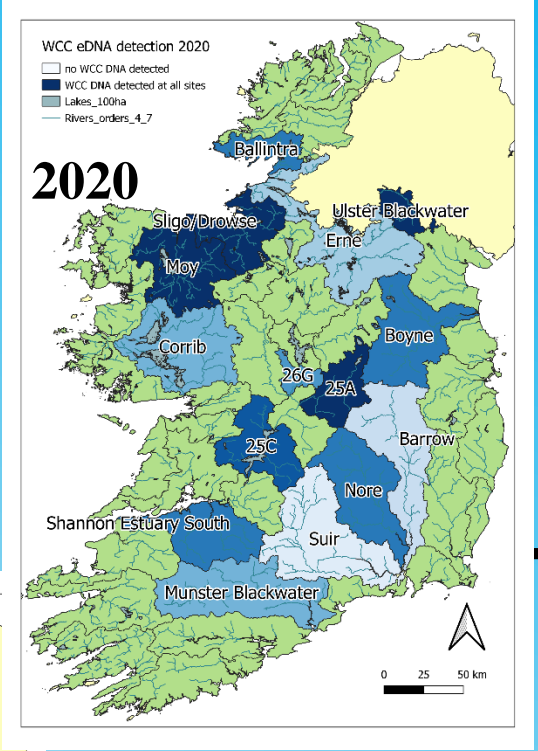 WCC eDNA detection 2020
no WCC DNA detected
WCC DNA detected at all sites
Lakes_100ha
Rivers_orders_4_7
2020
Ballintra
Sligo/Drowse
Ulster Blackwater
Erne
Moy
Boyne
Corrib
26G
25A
Barrow
25C
Nore
Shannon Estuary South
Suir
Munster Blackwater
0 25 50 km